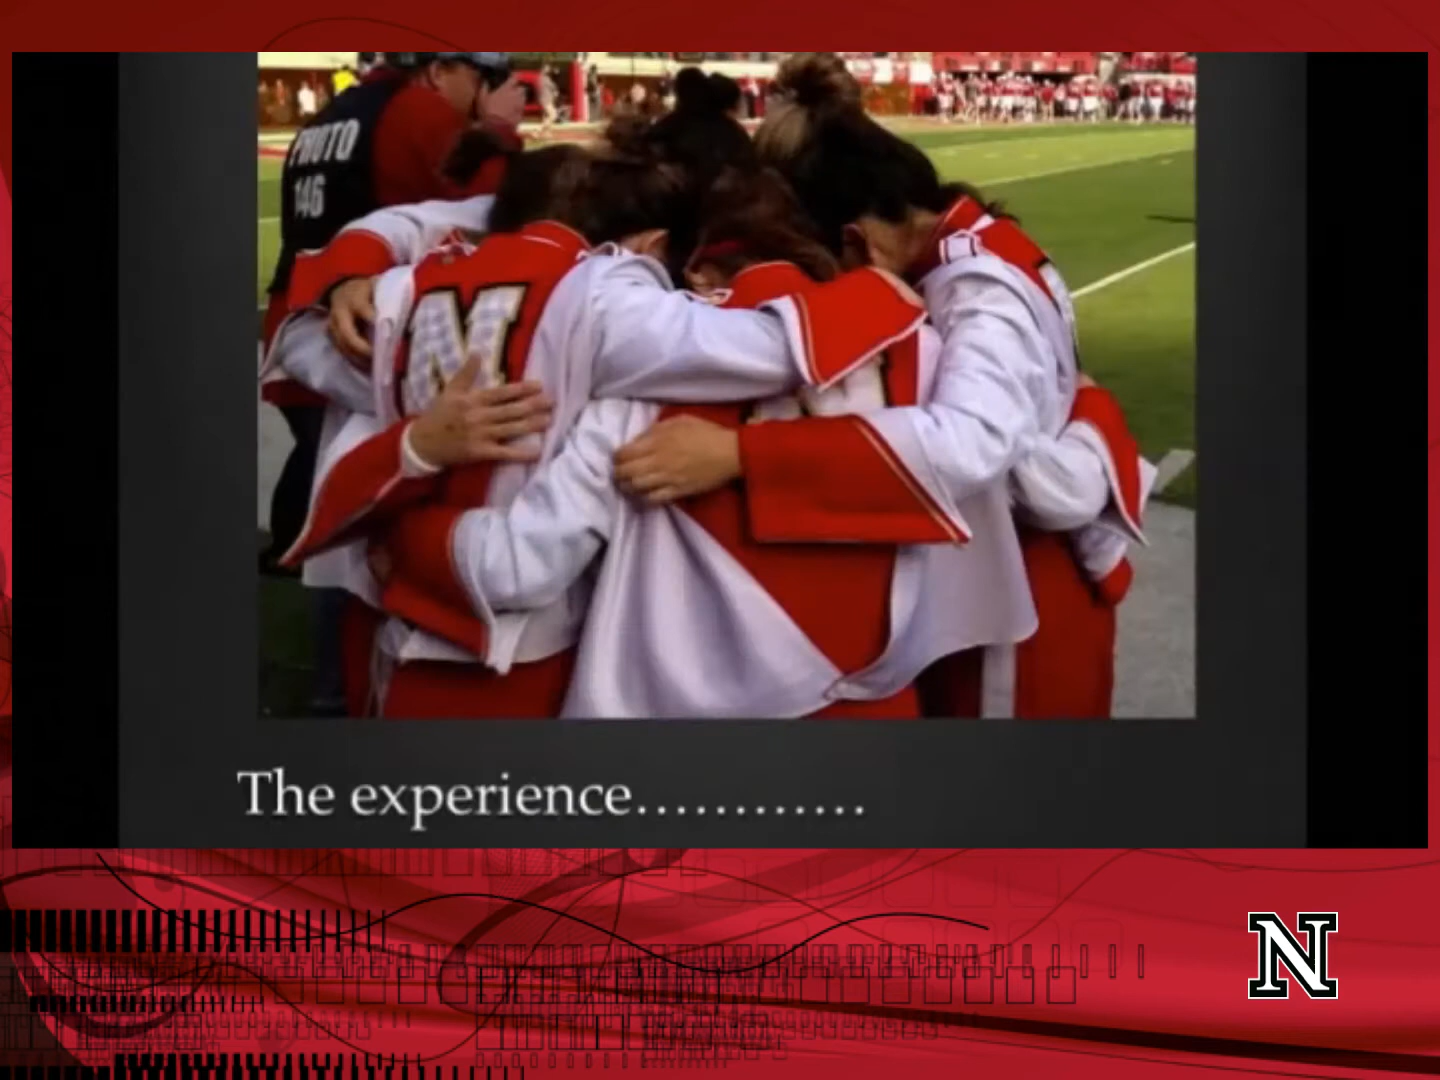 PHOTO
146
N
N
The experience............
N